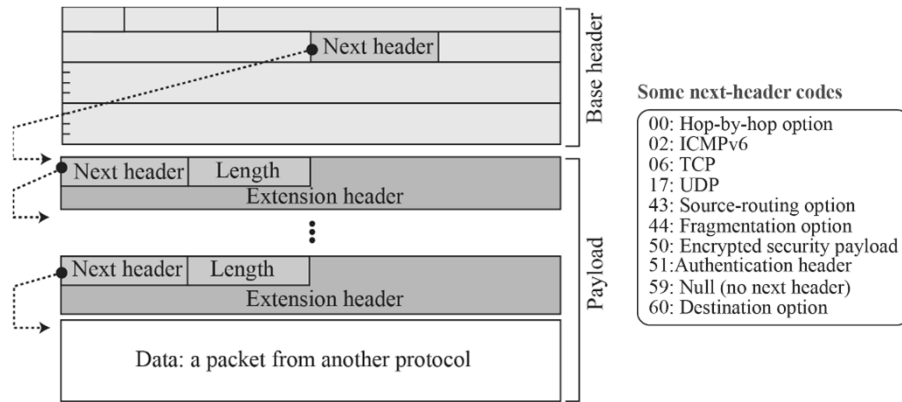 Next header
Base header
Next header
Length
Extension header
Next header
Length
Extension header
Data: a packet from another protocol
Payload
Some next-header codes
00: Hop-by-hop option
02: ICMPv6
06: TCP
17: UDP
43: Source-routing option
44: Fragmentation option
50: Encrypted security payload
51:Authentication header
59: Null (no next header)
60: Destination option